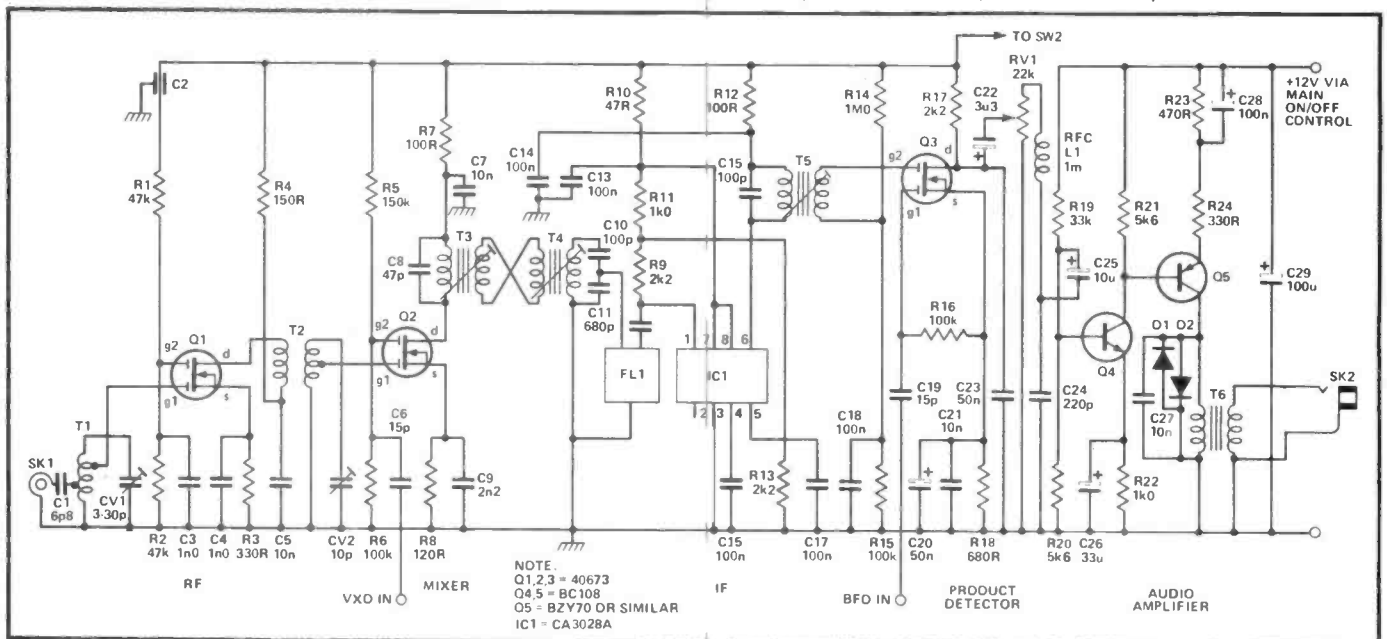 TO SW2
C2
R1
47k
R4
150R
R5
150k
R7
100R
C7
10n
C14
100n
C13
100n
R10
47R
R11
1k0
R12
100R
C15
100p
T5
R14
1M0
g2
g1
Q3
d
s
R17
2k2
C22
3u3
RV1
22k
RFC
L1
1m
R19
33k
R21
5k6
R23
470R
C28
100n
+12V VIA
MAIN
ON/OFF
CONTROL
R24
330R
C25
10u
Q5
C29
100u
T3
T4
C8
47p
C10
100p
R9
2k2
C11
680p
FL1
1 7 8 6
IC1
2 3 4 5
R16
100k
C19
15p
C23
50n
C24
220p
Q4
D1 D2
C27
10n
T6
SK2
g2
g1
Q1
d
s
T2
g2
g1
Q2
d
s
C6
15p
T1
SK1
C1
6p8
CV1
3-30p
R2
47k
C3
1n0
C4
1n0
R3
330R
C5
10n
CV2
10p
R6
100k
R8
120R
C9
2n2
R13
2k2
C15
100n
C17
100n
C18
100n
R15
100k
C20
50n
C21
10n
R18
680R
R20
5k6
C26
33u
R22
1k0
RF
VXO IN
MIXER
IF
BFO IN
PRODUCT
DETECTOR
AUDIO
AMPLIFIER
NOTE.
Q1,2,3 = 40673
Q4,5 = BC108
Q5 = BZY70 OR SIMILAR
IC1 = CA3028A